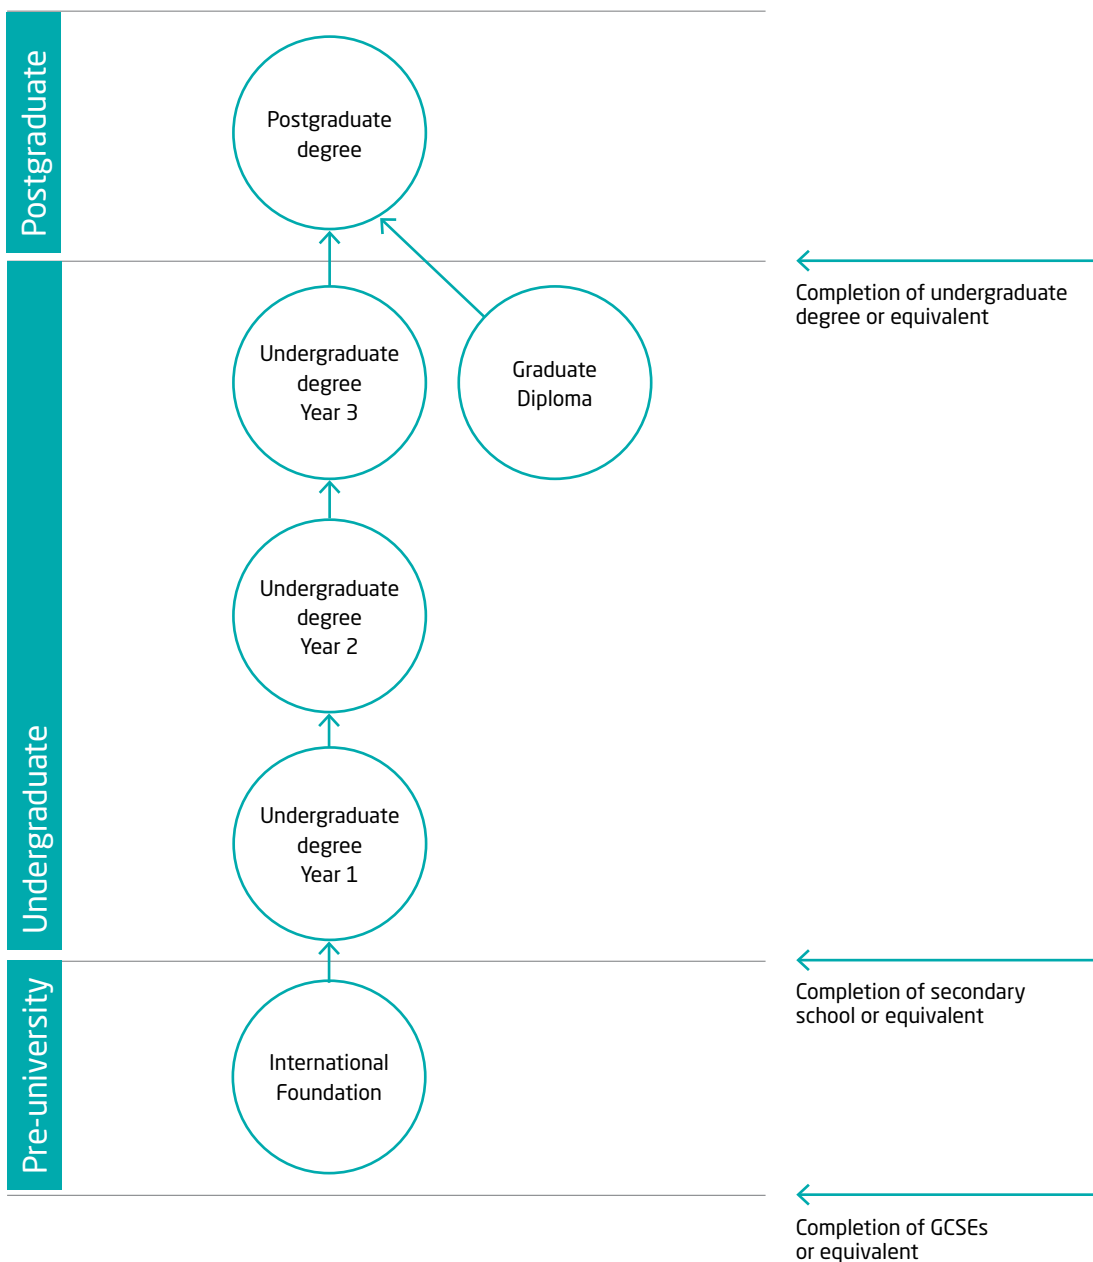 Postgraduate
Postgraduate
degree
Completion of undergraduate
degree or equivalent
Undergraduate
Undergraduate
degree
Year 3
Graduate
Diploma
Undergraduate
degree
Year 2
Undergraduate
degree
Year 1
Completion of secondary
school or equivalent
Pre-university
International
Foundation
Completion of GCSEs
or equivalent